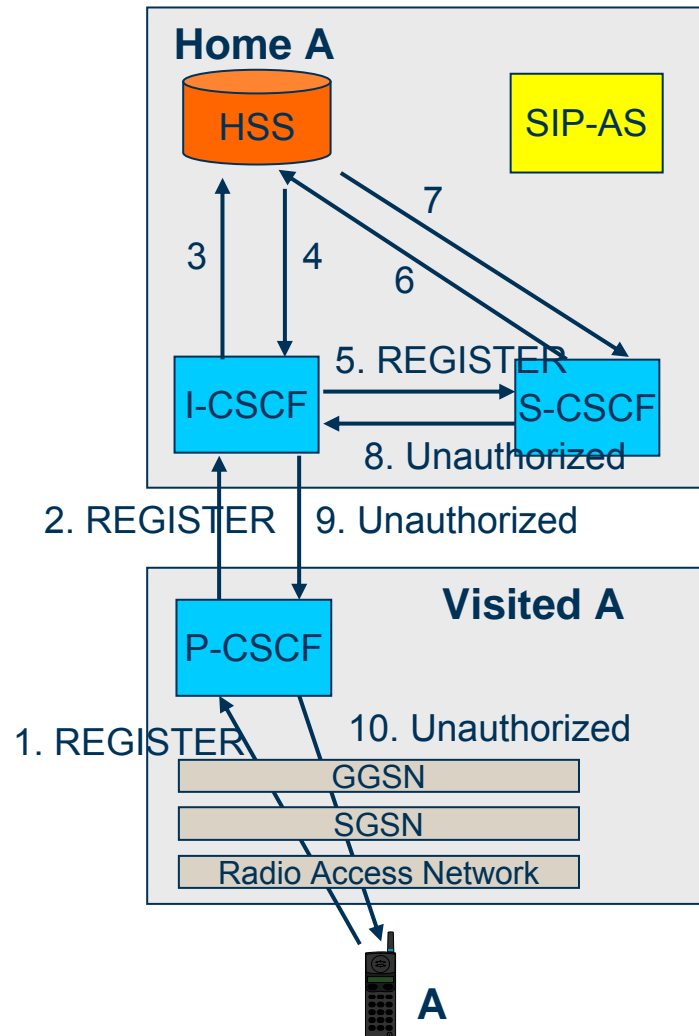 Home A
HSS
SIP-AS
7
3
4
6
5. REGISTER
I-CSCF
S-CSCF
8. Unauthorized
2. REGISTER
9. Unauthorized
Visited A
P-CSCF
1. REGISTER
10. Unauthorized
GGSN
SGSN
Radio Access Network
A